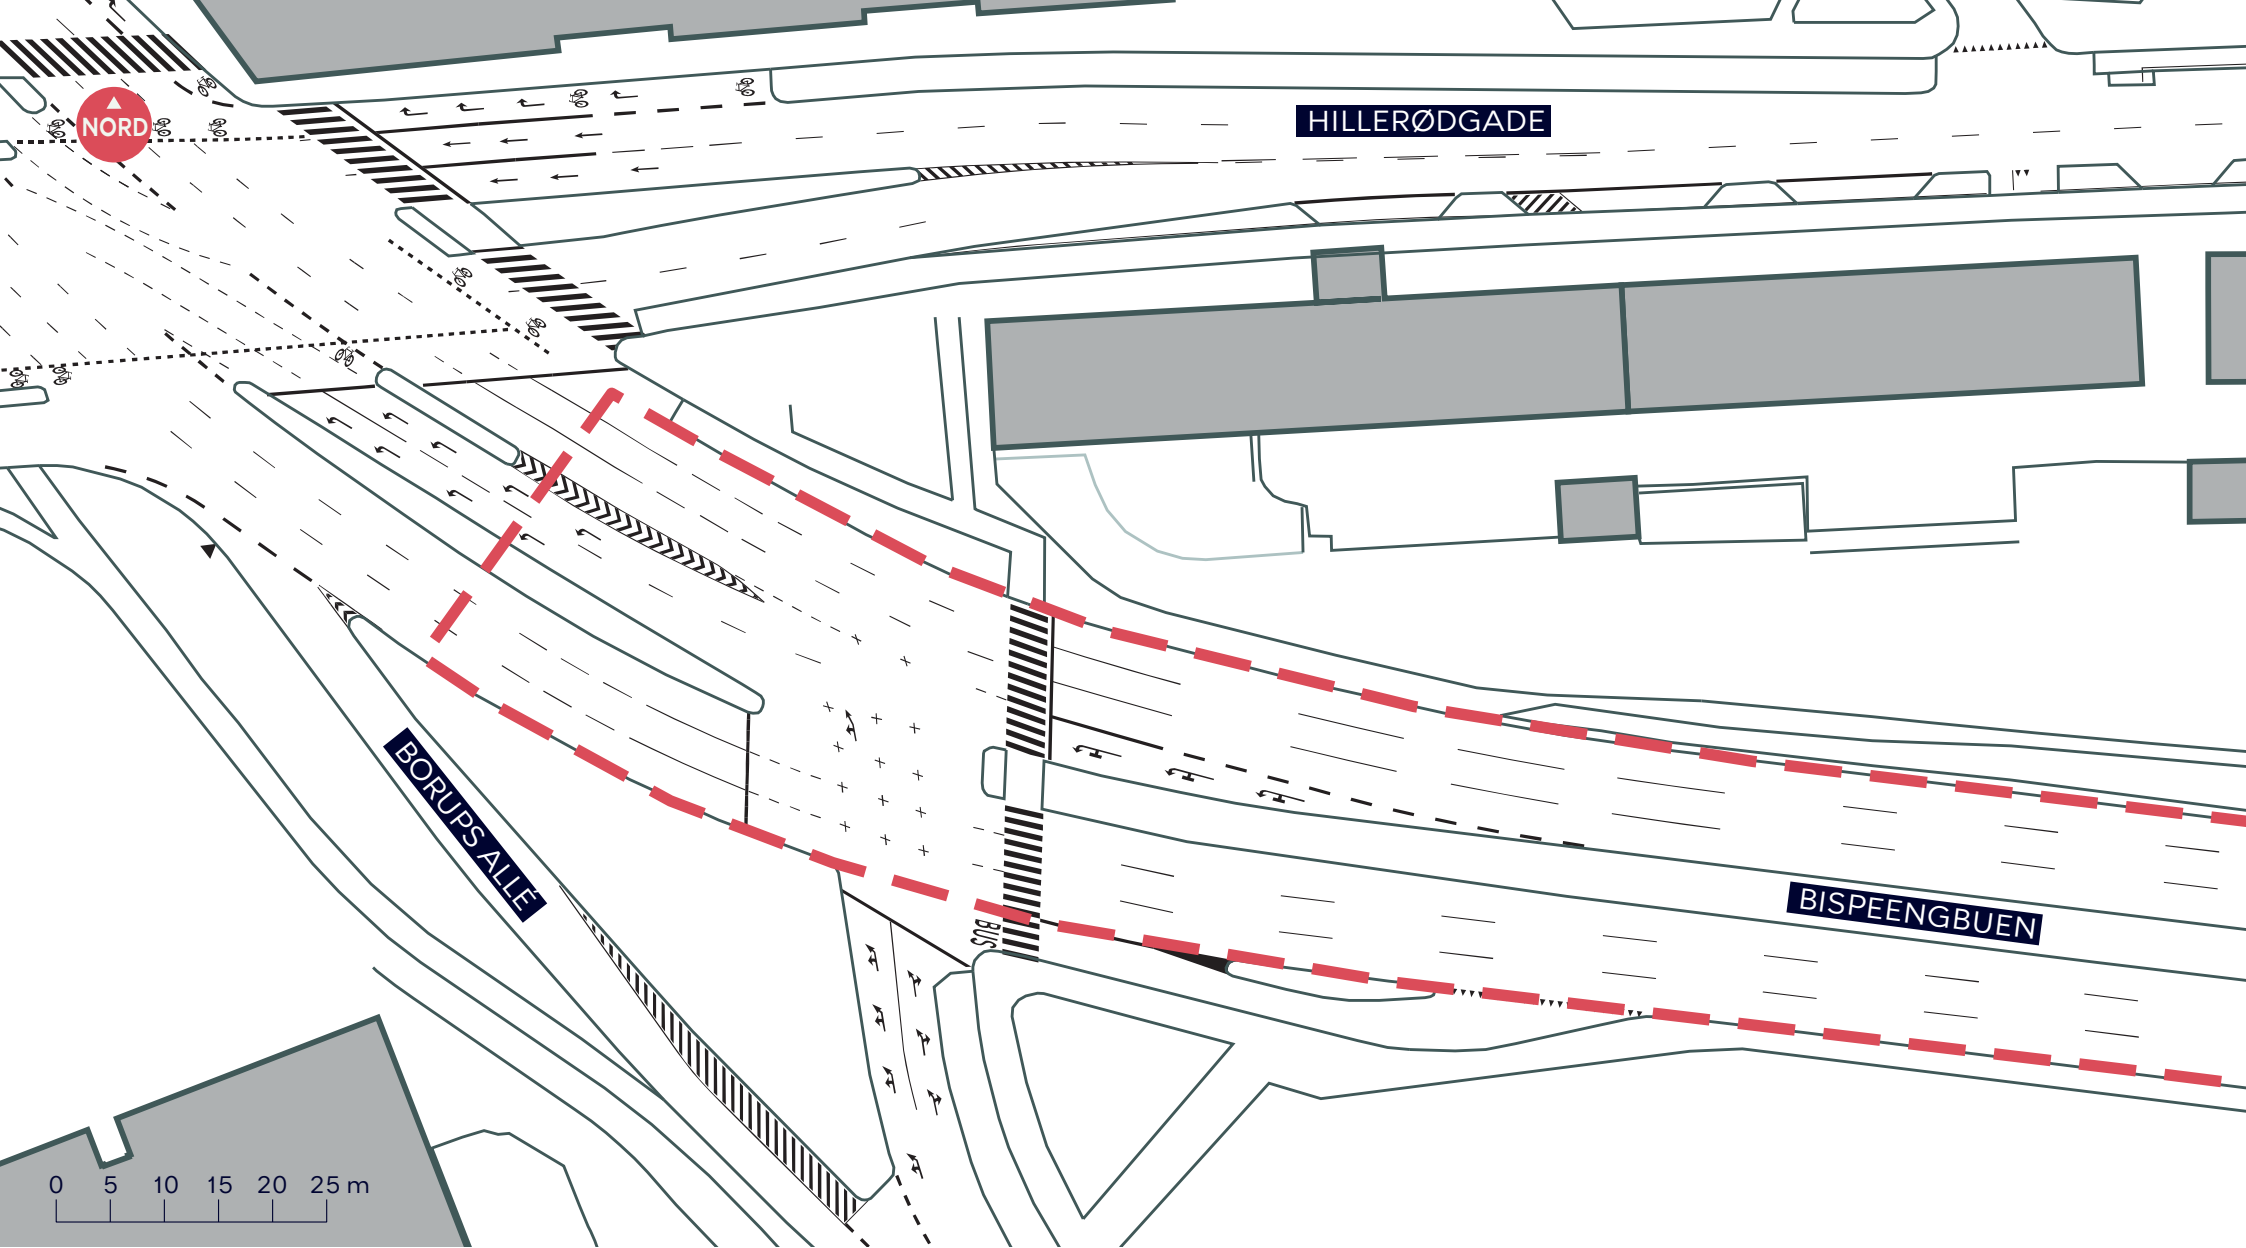 NORD
HILLERØDGADE
BORUPS ALLÉ
BISPEENGBUEN
BUS
0 5 10 15 20 25 m